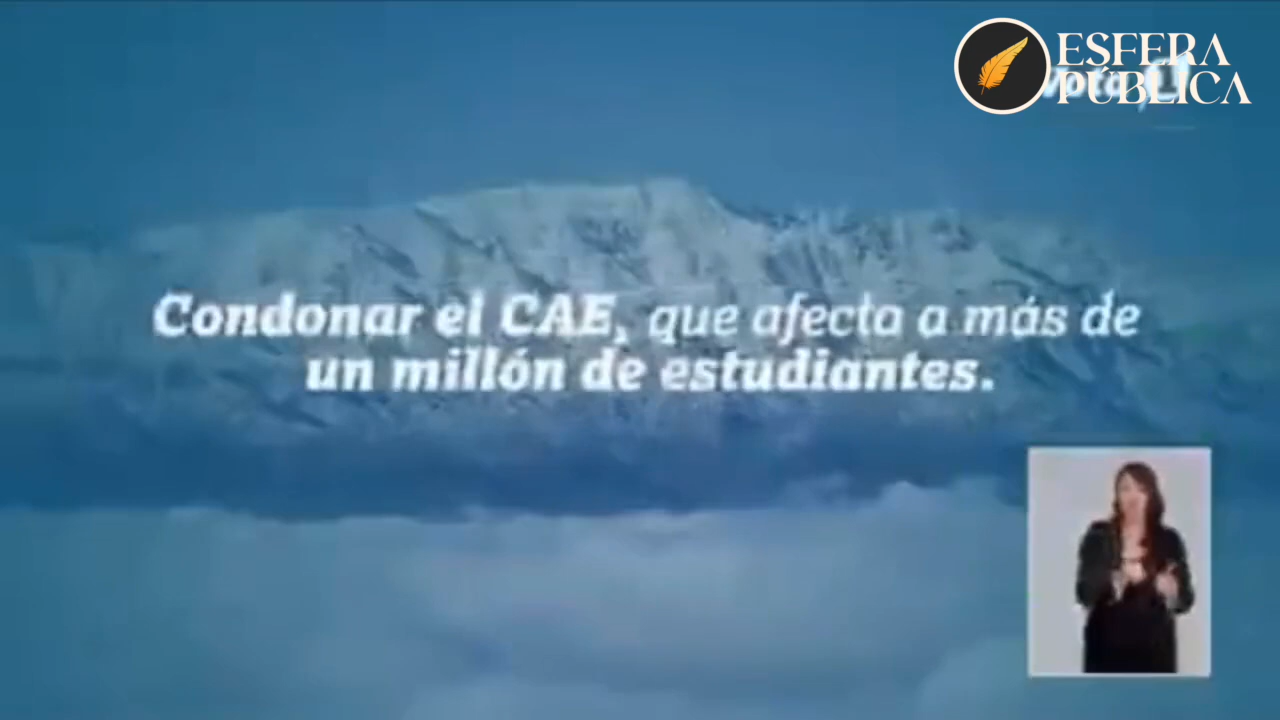 ESFERA
PÚBLICA
Condonar el CAE, que afecta a más de
un millón de estudiantes.